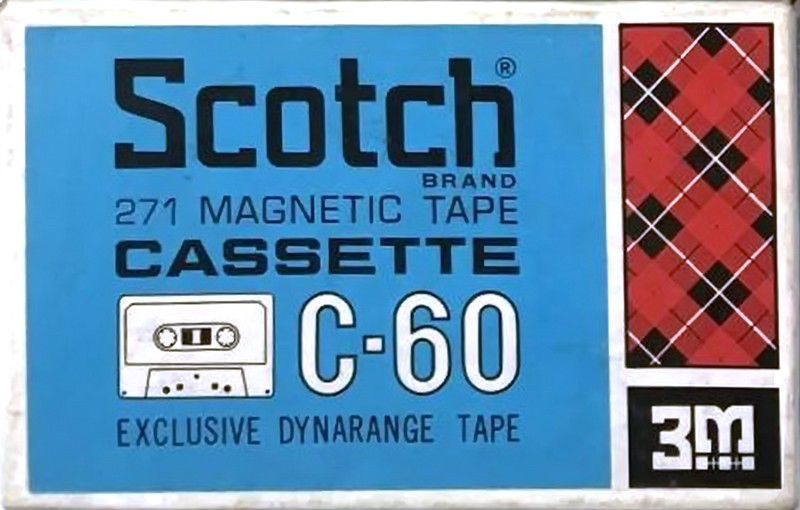 Scotch®
BRAND
271 MAGNETIC TAPE
CASSETTE
C-60
EXCLUSIVE DYNARANGE TAPE
3M